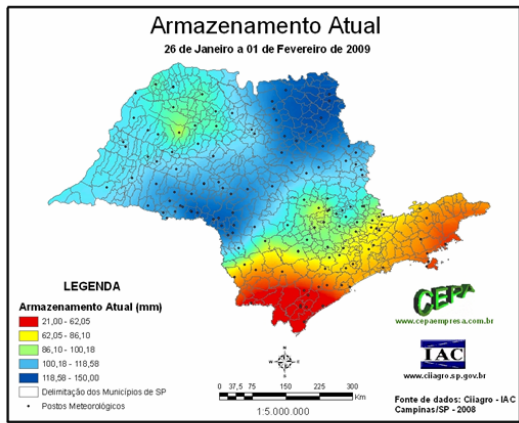 Armazenamento Atual
26 de Janeiro a 01 de Fevereiro de 2009
LEGENDA
Armazenamento Atual (mm)
21,00 - 62,05
62,05 - 86,10
86,10 - 100,18
100,18 - 118,58
118,58 - 150,00
Delimitação dos Municípios de SP
Postos Meteorológicos
N
W E
S
0 37,5 75 150 225 300
Km
1:5.000.000
CEPA
www.cepaempresa.com.br
IAC
www.ciiagro.sp.gov.br
Fonte de dados: Ciiagro - IAC
Campinas/SP - 2008